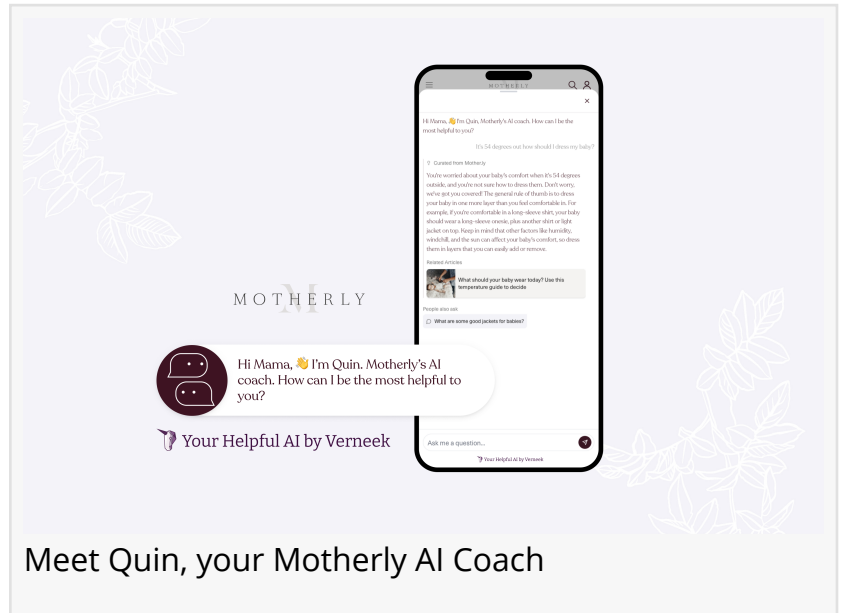 MOTHERLY
×
Hi Mama, 👋 I'm Quin, Motherly's AI coach. How can I be the
most helpful to you?
It's 54 degrees out how should I dress my baby?
Curated from Mother.ly
You're worried about your baby's comfort when it's 54 degrees
outside, and you're not sure how to dress them. Don't worry,
we've got you covered! The general rule of thumb is to dress
your baby in one more layer than you feel comfortable in. For
example, if you're comfortable in a long-sleeve shirt, your baby
should wear a long-sleeve onesie, plus another shirt or light
jacket on top. Keep in mind that other factors like humidity,
windchill, and the sun can affect your baby's comfort, so dress
them in layers that you can easily add or remove.
Related Articles
What should your baby wear today? Use this
temperature guide to decide
People also ask
What are some good jackets for babies?
Ask me a question...
Your Helpful AI by Verneek
MOTHERLY
Hi Mama, 👋 I'm Quin. Motherly's AI
coach. How can I be the most helpful to
you?
Your Helpful AI by Verneek
Meet Quin, your Motherly AI Coach